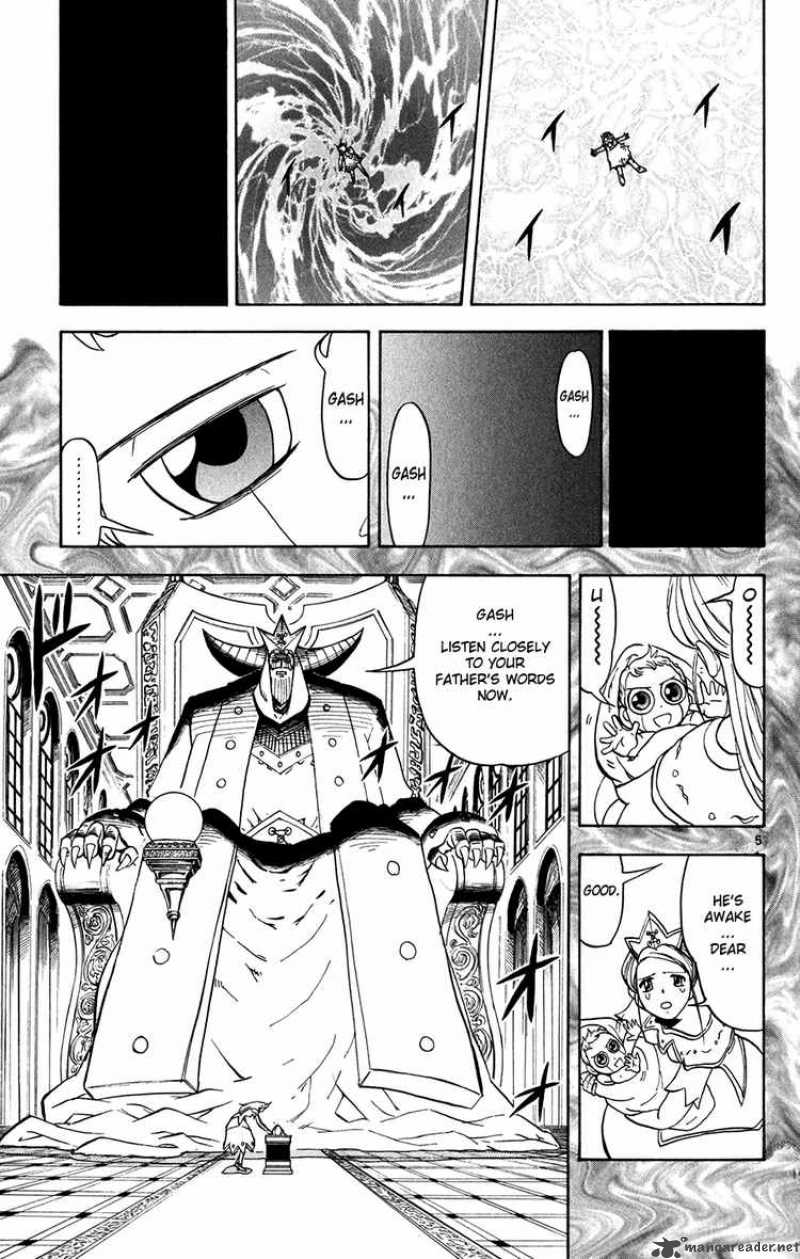 GASH
...
GASH
...
GASH
...
........
HE'S
AWAKE
...
DEAR
...
GOOD.
5
GASH
...
LISTEN CLOSELY
TO YOUR
FATHER'S WORDS
NOW.
mangareader.net